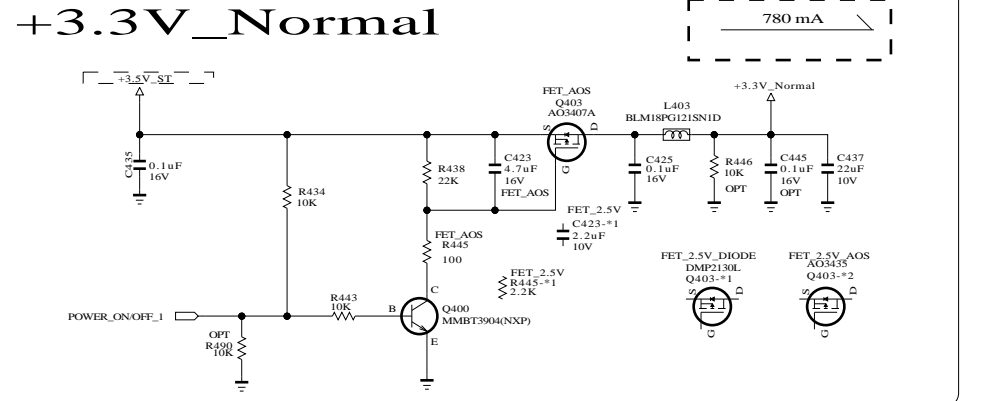 +3.3V_Normal
780 mA
+3.5V_ST
C435
0.1uF
16V
R434
10K
R438
22K
C423
4.7uF
16V
FET_AOS
FET_AOS
Q403
AO3407A
S
D
G
L403
BLM18PG121SN1D
+3.3V_Normal
C425
0.1uF
16V
R446
10K
OPT
C445
0.1uF
16V
OPT
C437
22uF
10V
FET_2.5V
C423-*1
2.2uF
10V
FET_AOS
R445
100
FET_2.5V
R445-*1
2.2K
FET_2.5V_DIODE
DMP2130L
Q403-*1
S
D
G
FET_2.5V_AOS
AO3435
Q403-*2
S
D
G
POWER_ON/OFF_1
OPT
R490
10K
R443
10K
B
C
E
Q400
MMBT3904(NXP)